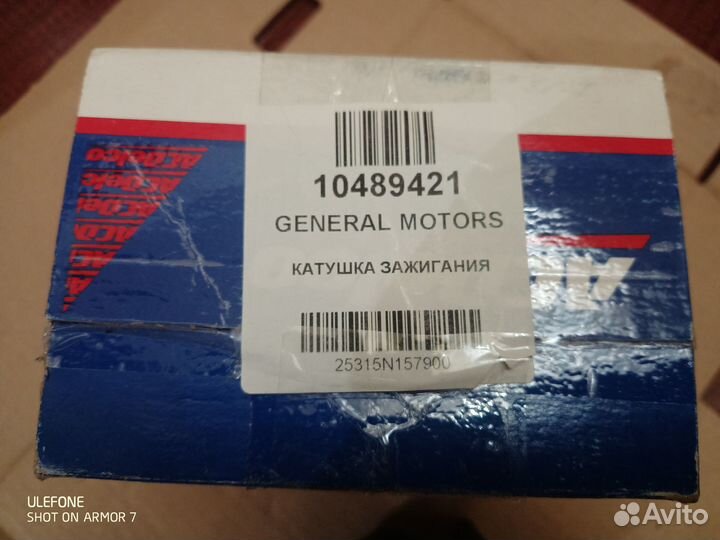 ACDelco
10489421
GENERAL MOTORS
КАТУШКА ЗАЖИГАНИЯ
25315N157900
ULEFONE
SHOT ON ARMOR 7
Avito